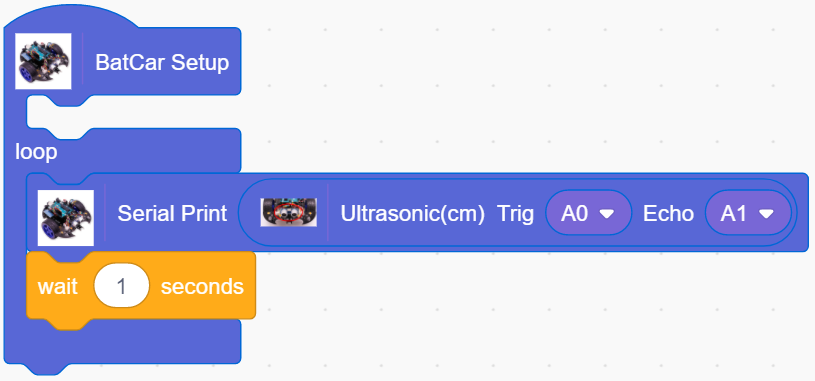 BatCar Setup
loop
Serial Print Ultrasonic(cm) Trig A0 Echo A1
wait 1 seconds